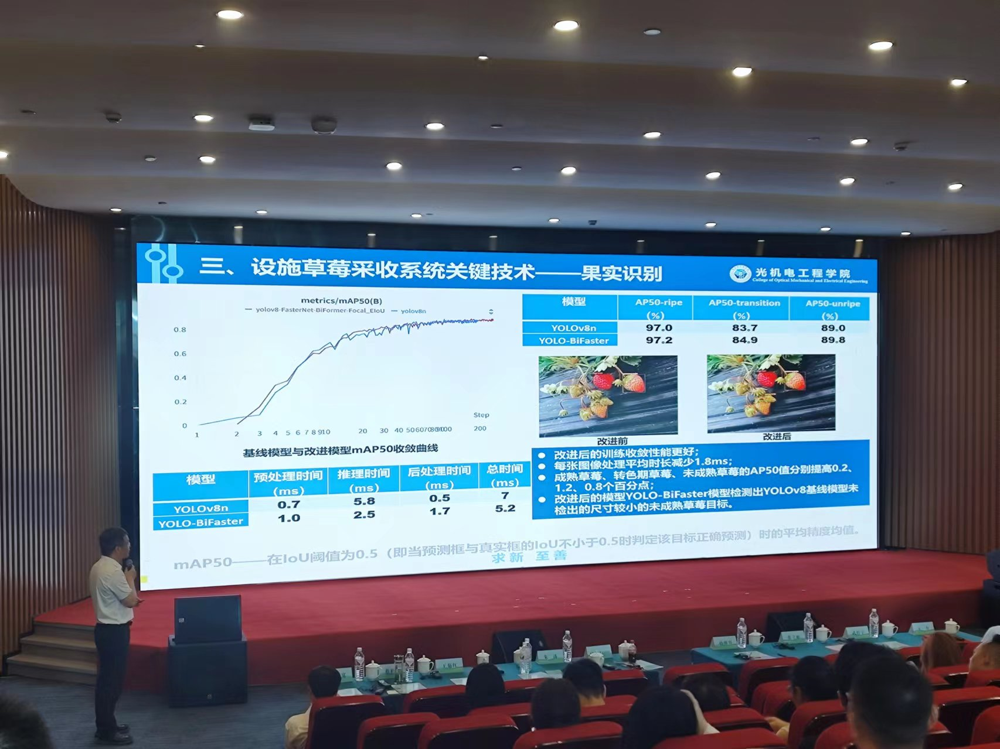 三、设施草莓采收系统关键技术——果实识别
光机电工程学院
College of Optical Mechanical and Electrical Engineering
metrics/mAP50(B)
yolov8-FasterNet-BiFormer-Focal_EIoU yolov8n
0.8
0.6
0.4
0.2
0
Step
1 2 3 4 5 6 7 8 9 10 20 30 40 50 60 70 80 90 100 200
基线模型与改进模型mAP50收敛曲线
模型 预处理时间(ms) 推理时间(ms) 后处理时间(ms) 总时间(ms)
YOLOv8n 0.7 5.8 0.5 7
YOLO-BiFaster 1.0 2.5 1.7 5.2
模型 AP50-ripe(%) AP50-transition(%) AP50-unripe(%)
YOLOv8n 97.0 83.7 89.0
YOLO-BiFaster 97.2 84.9 89.8
改进前 改进后
改进后的训练收敛性能更好；
每张图像处理平均时长减少1.8ms；
成熟草莓、转色期草莓、未成熟草莓的AP50值分别提高0.2、
1.2、0.8个百分点；
改进后的模型YOLO-BiFaster模型检测出YOLOv8基线模型未
检出的尺寸较小的未成熟草莓目标。
mAP50——在IoU阈值为0.5（即当预测框与真实框的IoU不小于0.5时判定该目标正确预测）时的平均精度均值。
求新 至善